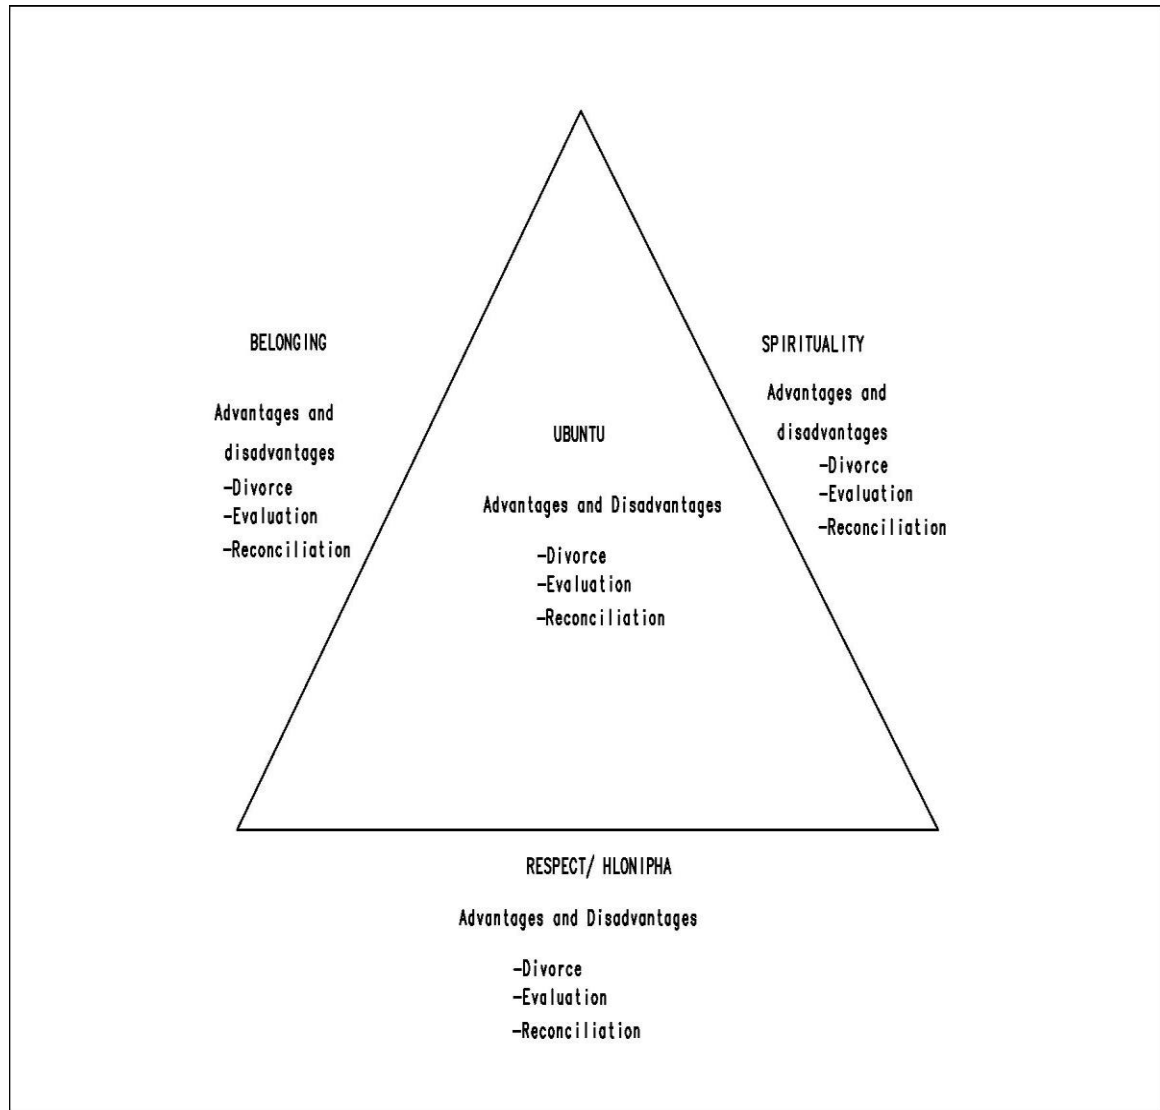 BELONGING
Advantages and
disadvantages
-Divorce
-Evaluation
-Reconciliation
UBUNTU
Advantages and Disadvantages
-Divorce
-Evaluation
-Reconciliation
SPIRITUALITY
Advantages and
disadvantages
-Divorce
-Evaluation
-Reconciliation
RESPECT/ HLONIPHA
Advantages and Disadvantages
-Divorce
-Evaluation
-Reconciliation